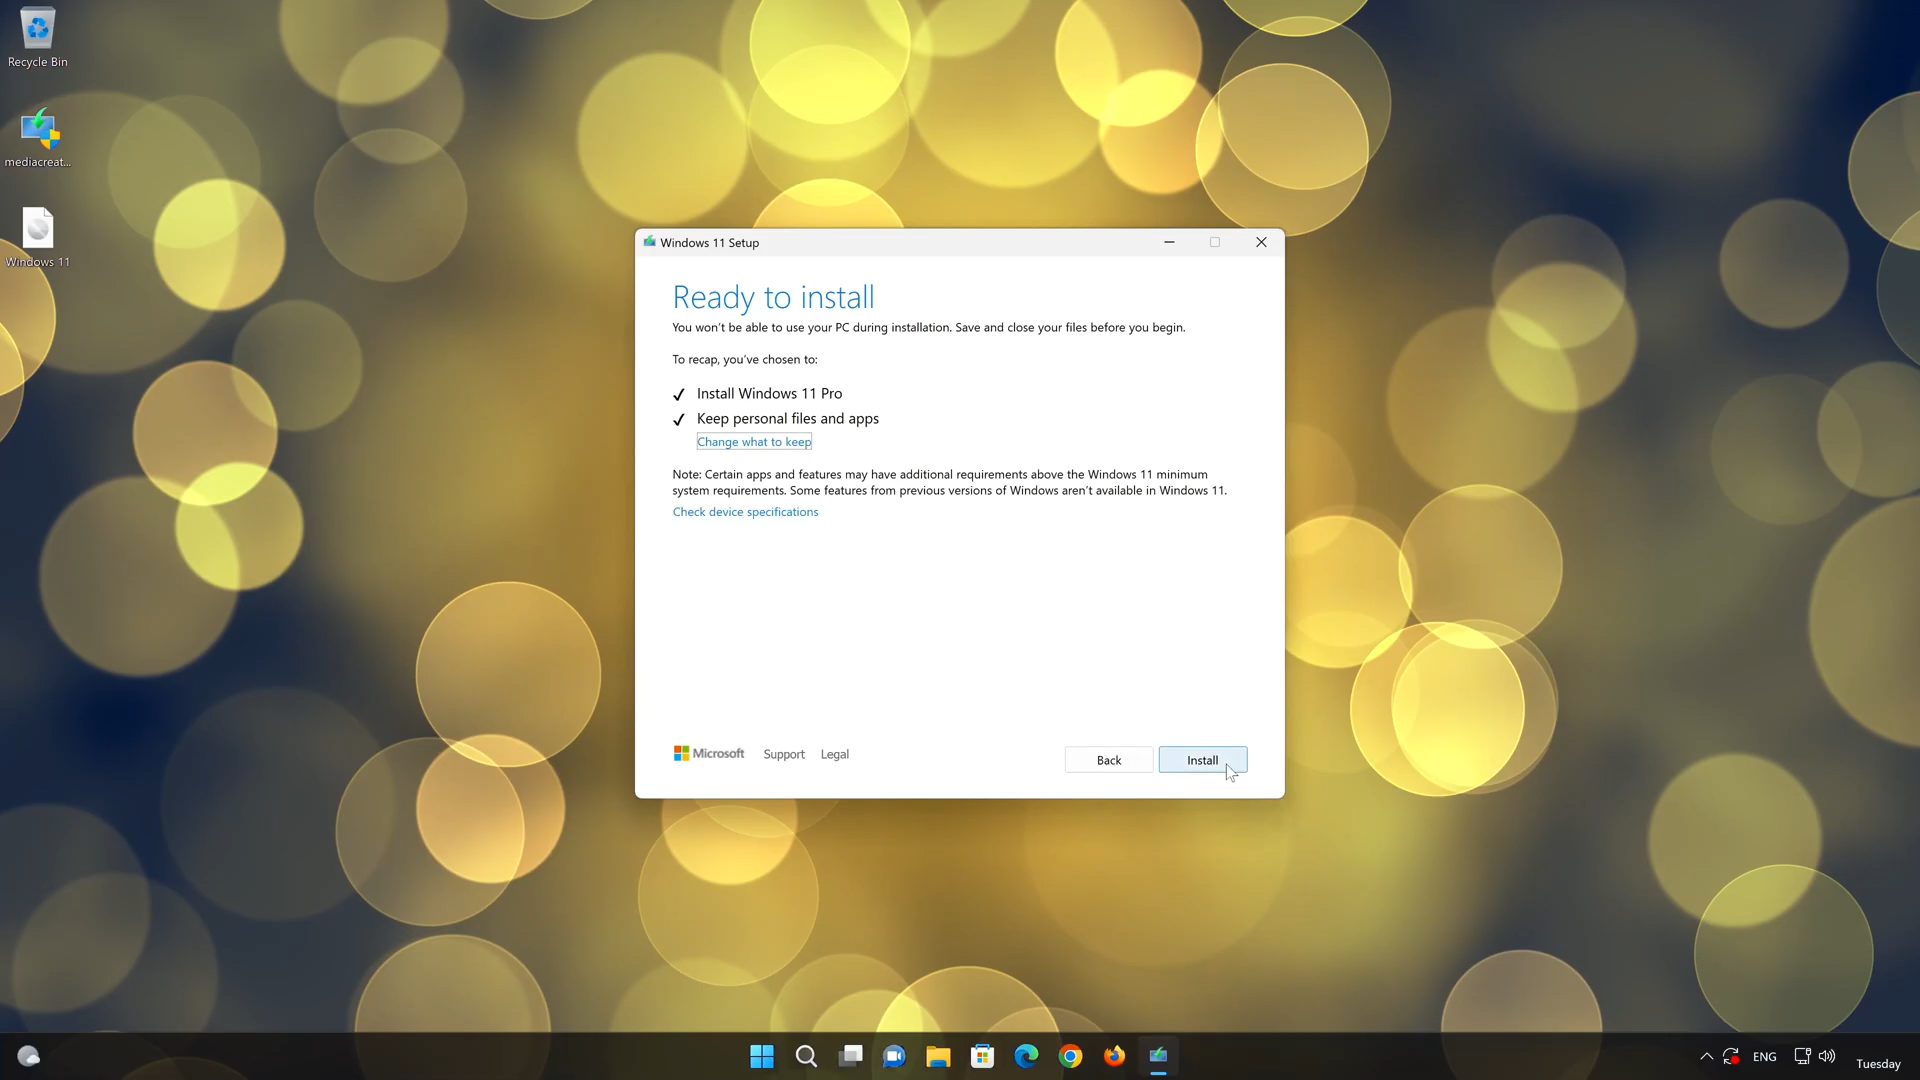 Recycle Bin
mediacreat...
Windows 11
Windows 11 Setup
Ready to install
You won't be able to use your PC during installation. Save and close your files before you begin.
To recap, you've chosen to:
Install Windows 11 Pro
Keep personal files and apps
Change what to keep
Note: Certain apps and features may have additional requirements above the Windows 11 minimum
system requirements. Some features from previous versions of Windows aren't available in Windows 11.
Check device specifications
Microsoft Support Legal
Back Install
ENG
Tuesday